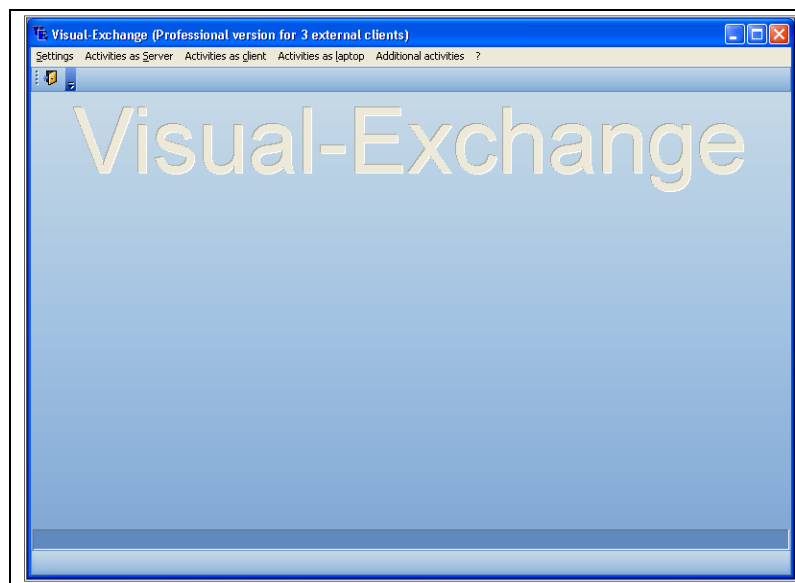 Visual-Exchange (Professional version for 3 external clients)
Settings Activities as Server Activities as client Activities as laptop Additional activities ?
Visual-Exchange